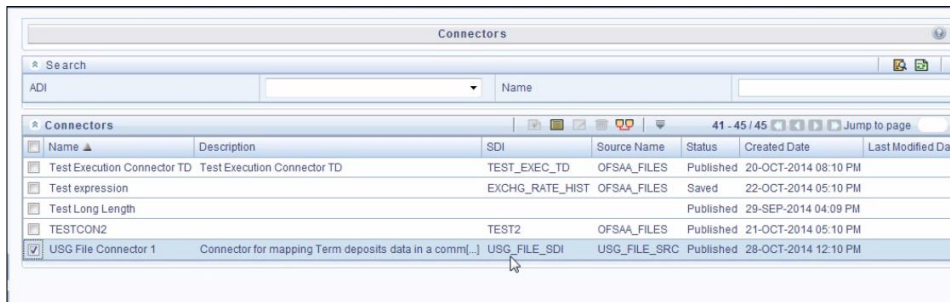 Connectors
Search
ADI Name
Connectors 41 - 45 / 45 Jump to page
Name Description SDI Source Name Status Created Date Last Modified Da
Test Execution Connector TD Test Execution Connector TD TEST_EXEC_TD OFSAA_FILES Published 20-OCT-2014 08:10 PM
Test expression EXCHG_RATE_HIST OFSAA_FILES Saved 22-OCT-2014 05:10 PM
Test Long Length Published 29-SEP-2014 04:09 PM
TESTCON2 TEST2 OFSAA_FILES Published 21-OCT-2014 05:10 PM
USG File Connector 1 Connector for mapping Term deposits data in a comm[...] USG_FILE_SDI USG_FILE_SRC Published 28-OCT-2014 12:10 PM